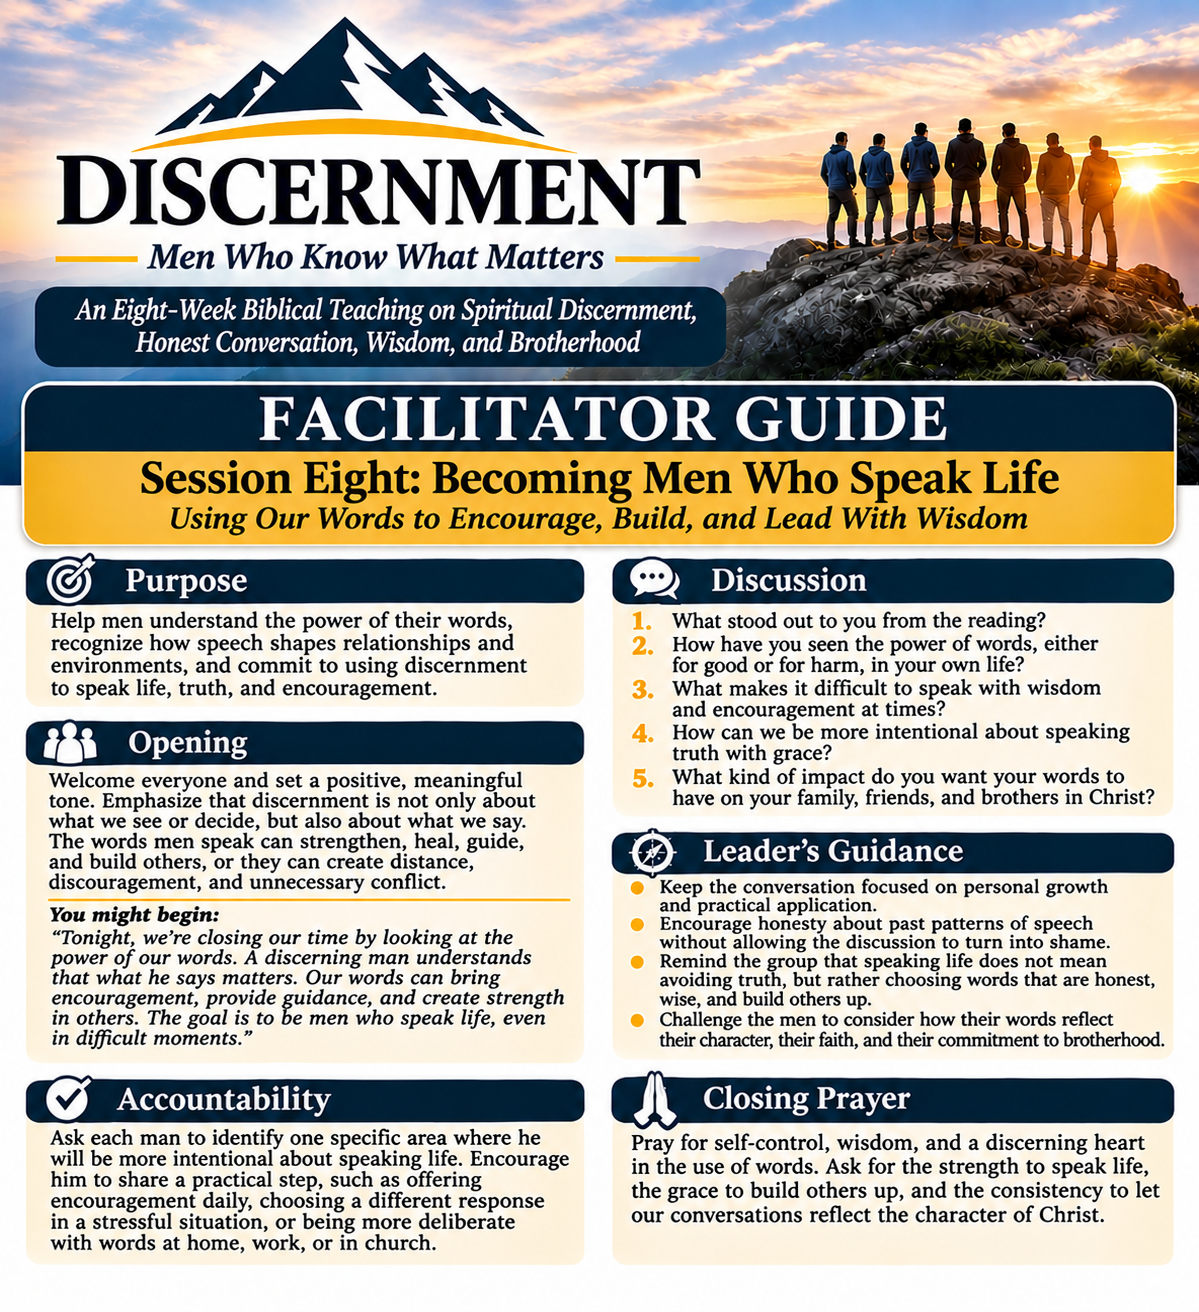 DISCERNMENT
Men Who Know What Matters
An Eight-Week Biblical Teaching on Spiritual Discernment,
Honest Conversation, Wisdom, and Brotherhood
FACILITATOR GUIDE
Session Eight: Becoming Men Who Speak Life
Using Our Words to Encourage, Build, and Lead With Wisdom
Purpose
Help men understand the power of their words,
recognize how speech shapes relationships and
environments, and commit to using discernment
to speak life, truth, and encouragement.
Opening
Welcome everyone and set a positive, meaningful
tone. Emphasize that discernment is not only about
what we see or decide, but also about what we say.
The words men speak can strengthen, heal, guide,
and build others, or they can create distance,
discouragement, and unnecessary conflict.
You might begin:
“Tonight, we’re closing our time by looking at the
power of our words. A discerning man understands
that what he says matters. Our words can bring
encouragement, provide guidance, and create strength
in others. The goal is to be men who speak life, even
in difficult moments.”
Accountability
Ask each man to identify one specific area where he
will be more intentional about speaking life. Encourage
him to share a practical step, such as offering
encouragement daily, choosing a different response
in a stressful situation, or being more deliberate
with words at home, work, or in church.
Discussion
1. What stood out to you from the reading?
2. How have you seen the power of words, either
for good or for harm, in your own life?
3. What makes it difficult to speak with wisdom
and encouragement at times?
4. How can we be more intentional about speaking
truth with grace?
5. What kind of impact do you want your words to
have on your family, friends, and brothers in Christ?
Leader’s Guidance
Keep the conversation focused on personal growth
and practical application.
Encourage honesty about past patterns of speech
without allowing the discussion to turn into shame.
Remind the group that speaking life does not mean
avoiding truth, but rather choosing words that are honest,
wise, and build others up.
Challenge the men to consider how their words reflect
their character, their faith, and their commitment to brotherhood.
Closing Prayer
Pray for self-control, wisdom, and a discerning heart
in the use of words. Ask for the strength to speak life,
the grace to build others up, and the consistency to let
our conversations reflect the character of Christ.